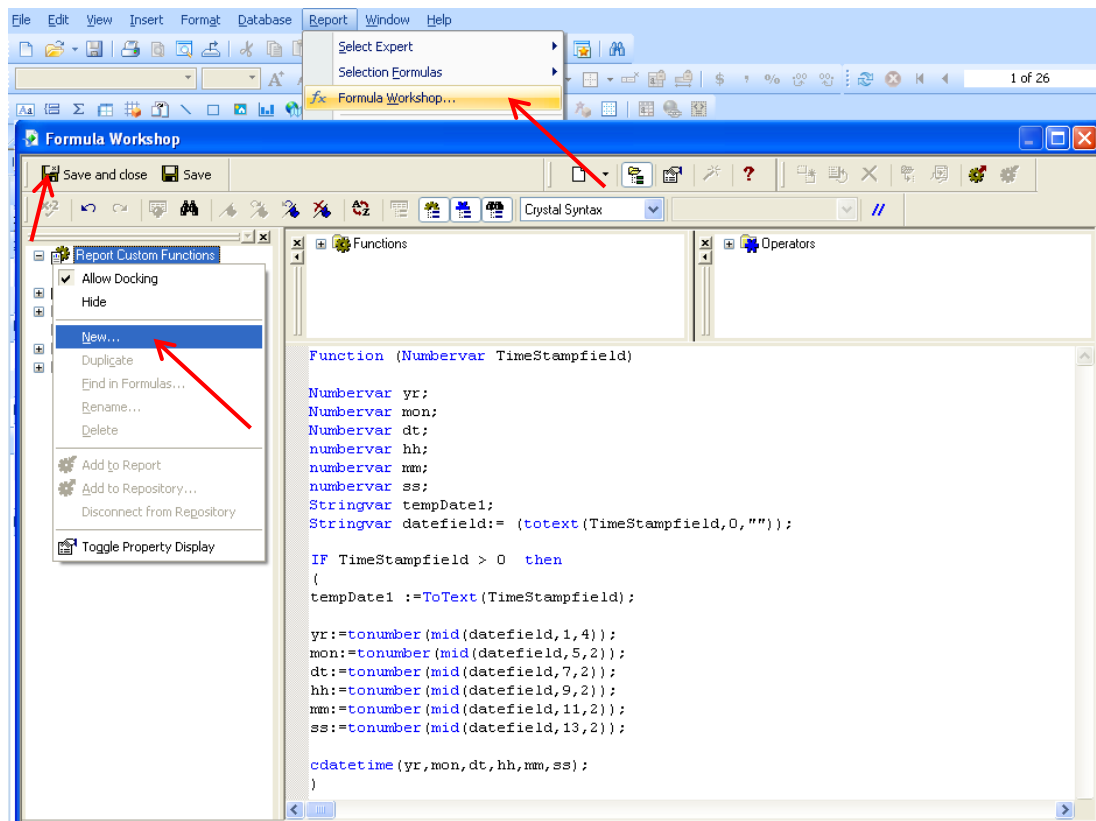 File Edit View Insert Format Database Report Window Help
Select Expert
Selection Formulas
1 of 26
fx Formula Workshop...
Formula Workshop
Save and close Save
Crystal Syntax
//
Report Custom Functions
Functions
Operators
Allow Docking
Hide
New...
Duplicate
Find in Formulas...
Rename...
Delete
Add to Report
Add to Repository...
Disconnect from Repository
Toggle Property Display
Function (Numbervar TimeStampfield)
Numbervar yr;
Numbervar mon;
Numbervar dt;
numbervar hh;
numbervar mm;
numbervar ss;
Stringvar tempDate1;
Stringvar datefield:= (totext(TimeStampfield,0,""));
IF TimeStampfield > 0  then
(
tempDate1 :=ToText(TimeStampfield);
yr:=tonumber(mid(datefield,1,4));
mon:=tonumber(mid(datefield,5,2));
dt:=tonumber(mid(datefield,7,2));
hh:=tonumber(mid(datefield,9,2));
mm:=tonumber(mid(datefield,11,2));
ss:=tonumber(mid(datefield,13,2));
cdatetime(yr,mon,dt,hh,mm,ss);
)